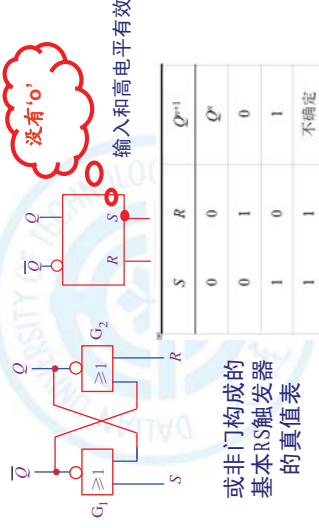 没有‘o’
Q̅ Q
Q̅ Q
G₁ ≥1 ≥1 G₂
S R
R S
输入和高电平有效
或非门构成的
基本RS触发器
的真值表
S R Qⁿ⁺¹
0 0 Qⁿ
0 1 0
1 0 1
1 1 不确定